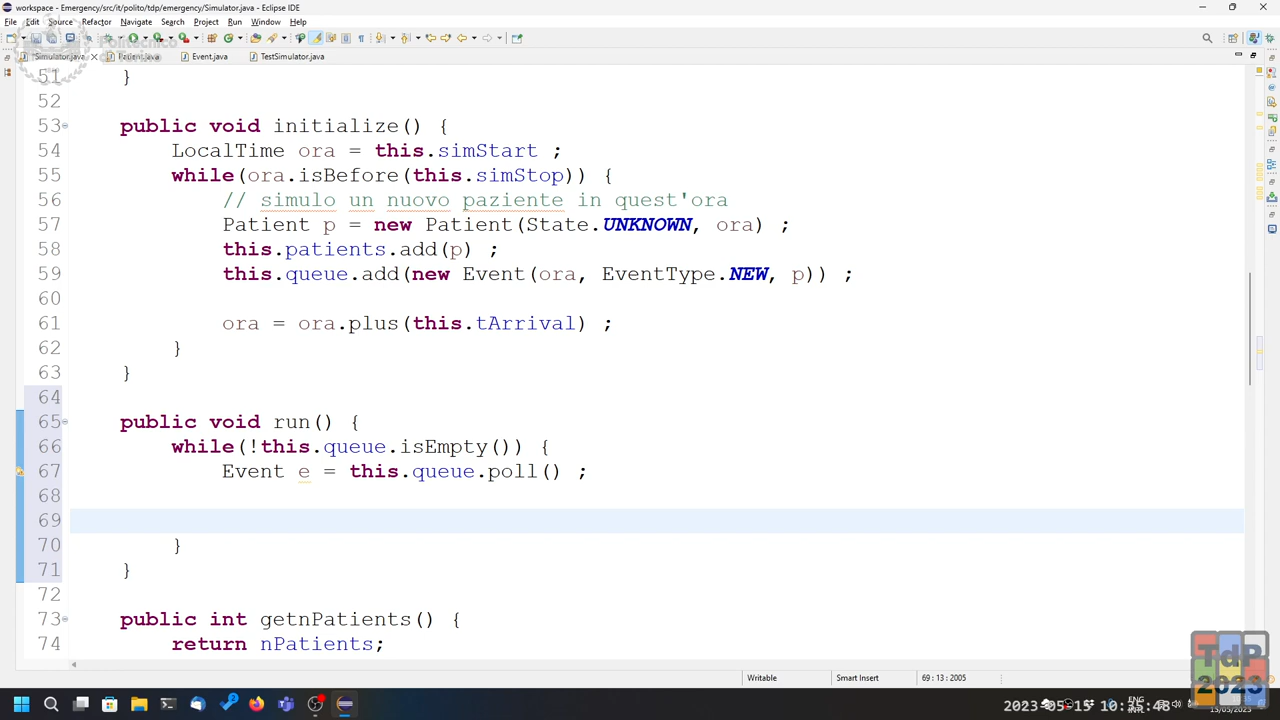 workspace - Emergency/src/it/polito/tdp/emergency/Simulator.java - Eclipse IDE
File Edit Source Refactor Navigate Search Project Run Window Help
*Simulator.java Patient.java Event.java TestSimulator.java
51 }
52
53 public void initialize() {
54 LocalTime ora = this.simStart ;
55 while(ora.isBefore(this.simStop)) {
56 // simulo un nuovo paziente in quest'ora
57 Patient p = new Patient(State.UNKNOWN, ora) ;
58 this.patients.add(p) ;
59 this.queue.add(new Event(ora, EventType.NEW, p)) ;
60
61 ora = ora.plus(this.tArrival) ;
62 }
63 }
64
65 public void run() {
66 while(!this.queue.isEmpty()) {
67 Event e = this.queue.poll() ;
68
69
70 }
71 }
72
73 public int getnPatients() {
74 return nPatients;
Writable Smart Insert 69 : 13 : 2005
TdP
2023
ENG